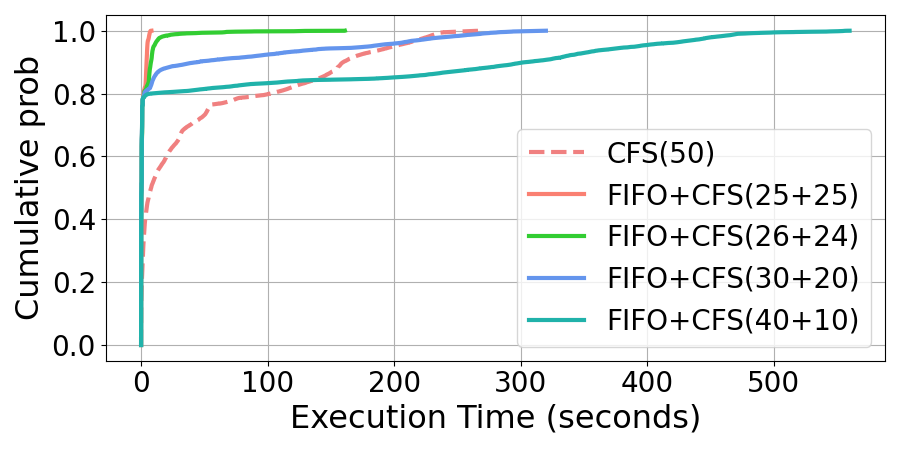 Cumulative prob
1.0
0.8
0.6
0.4
0.2
0.0
CFS(50)
FIFO+CFS(25+25)
FIFO+CFS(26+24)
FIFO+CFS(30+20)
FIFO+CFS(40+10)
0 100 200 300 400 500
Execution Time (seconds)